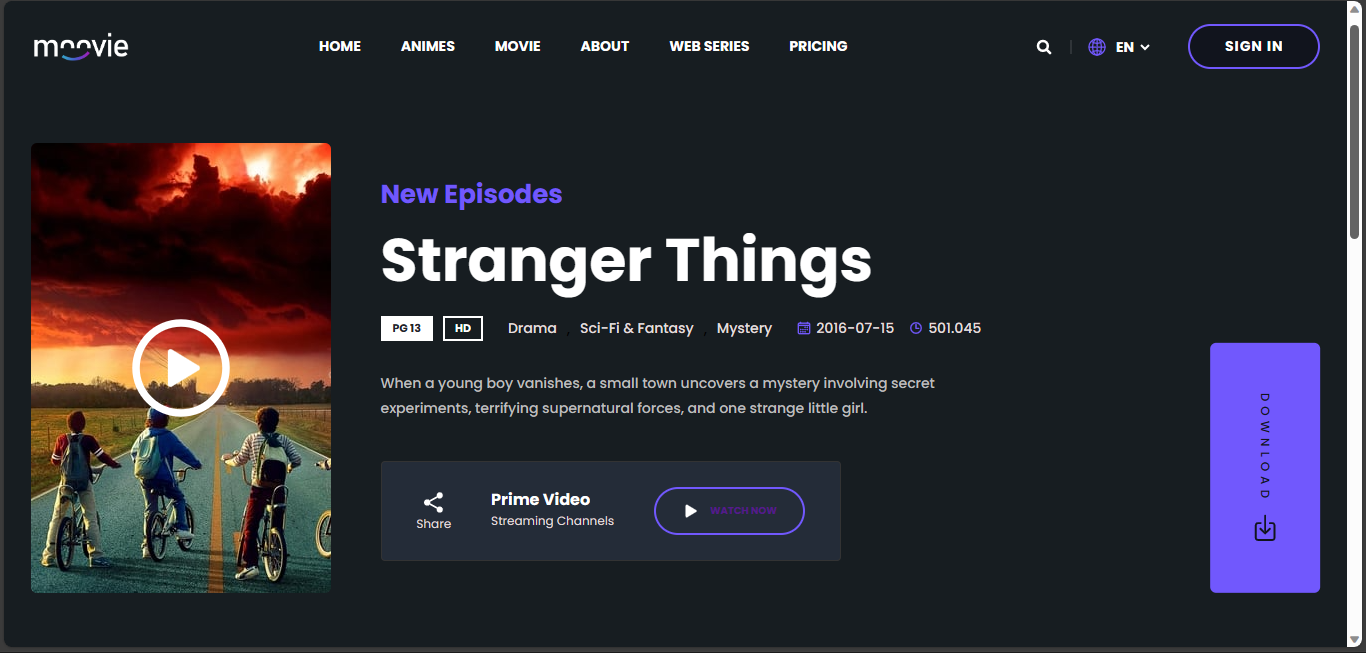 moovie
HOME ANIMES MOVIE ABOUT WEB SERIES PRICING EN SIGN IN
New Episodes
Stranger Things
PG 13 HD Drama , Sci-Fi & Fantasy , Mystery 2016-07-15 501.045
When a young boy vanishes, a small town uncovers a mystery involving secret
experiments, terrifying supernatural forces, and one strange little girl.
Share
Prime Video
Streaming Channels
WATCH NOW
DOWNLOAD